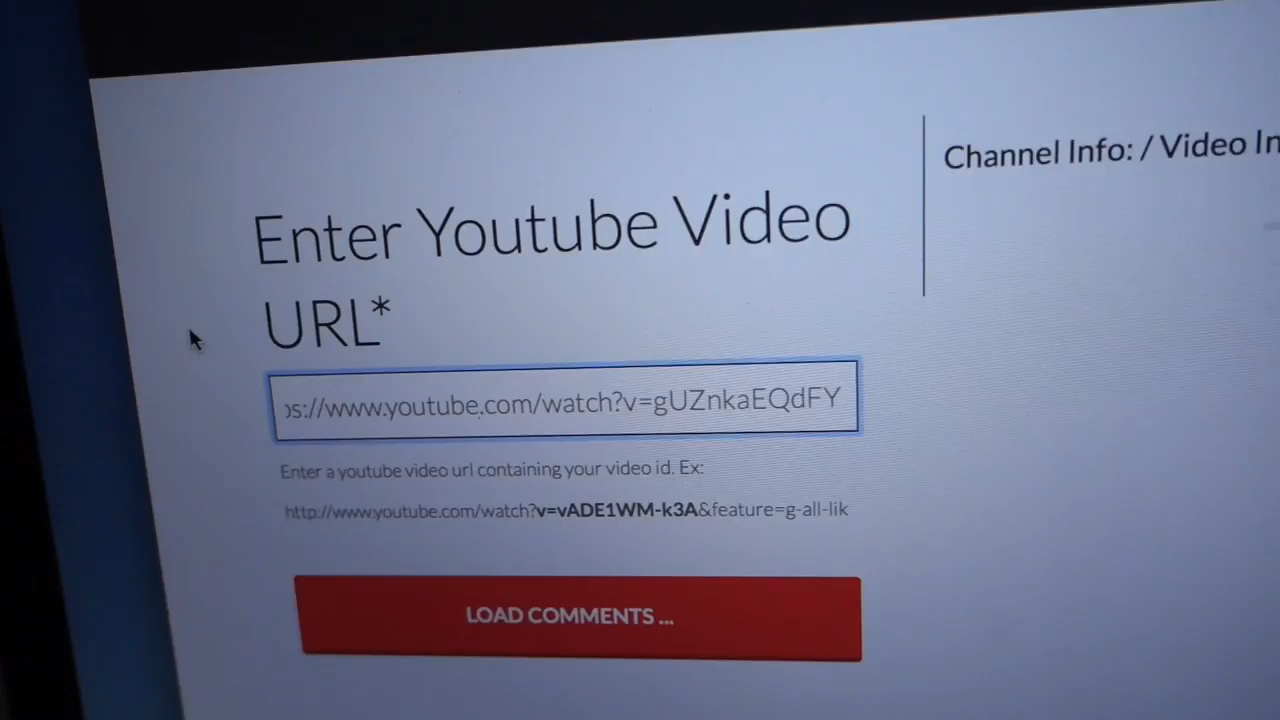 Channel Info: / Video In
Enter Youtube Video
URL*
ps://www.youtube.com/watch?v=gUZnkaEQdFY
Enter a youtube video url containing your video id. Ex:
http://www.youtube.com/watch?v=vADE1WM-k3A&feature=g-all-lik
LOAD COMMENTS ...